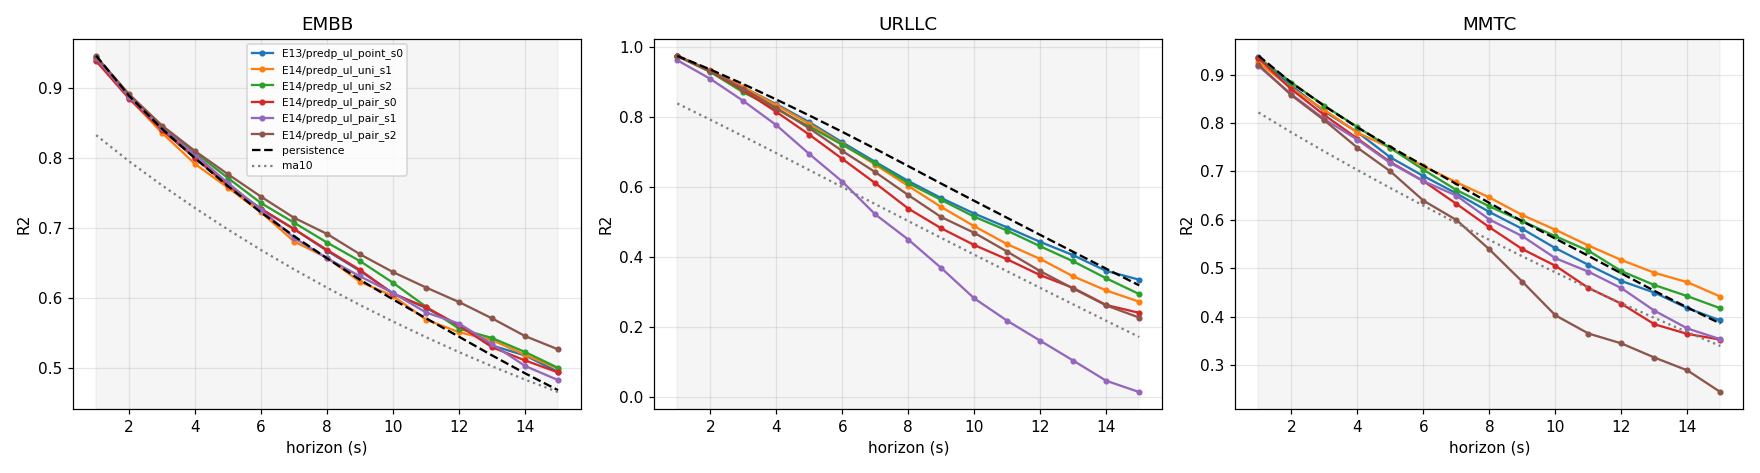 EMBB
R2
0.9
0.8
0.7
0.6
0.5
2 4 6 8 10 12 14
horizon (s)
E13/predp_ul_point_s0
E14/predp_ul_uni_s1
E14/predp_ul_uni_s2
E14/predp_ul_pair_s0
E14/predp_ul_pair_s1
E14/predp_ul_pair_s2
persistence
ma10
URLLC
R2
1.0
0.8
0.6
0.4
0.2
0.0
2 4 6 8 10 12 14
horizon (s)
MMTC
R2
0.9
0.8
0.7
0.6
0.5
0.4
0.3
2 4 6 8 10 12 14
horizon (s)